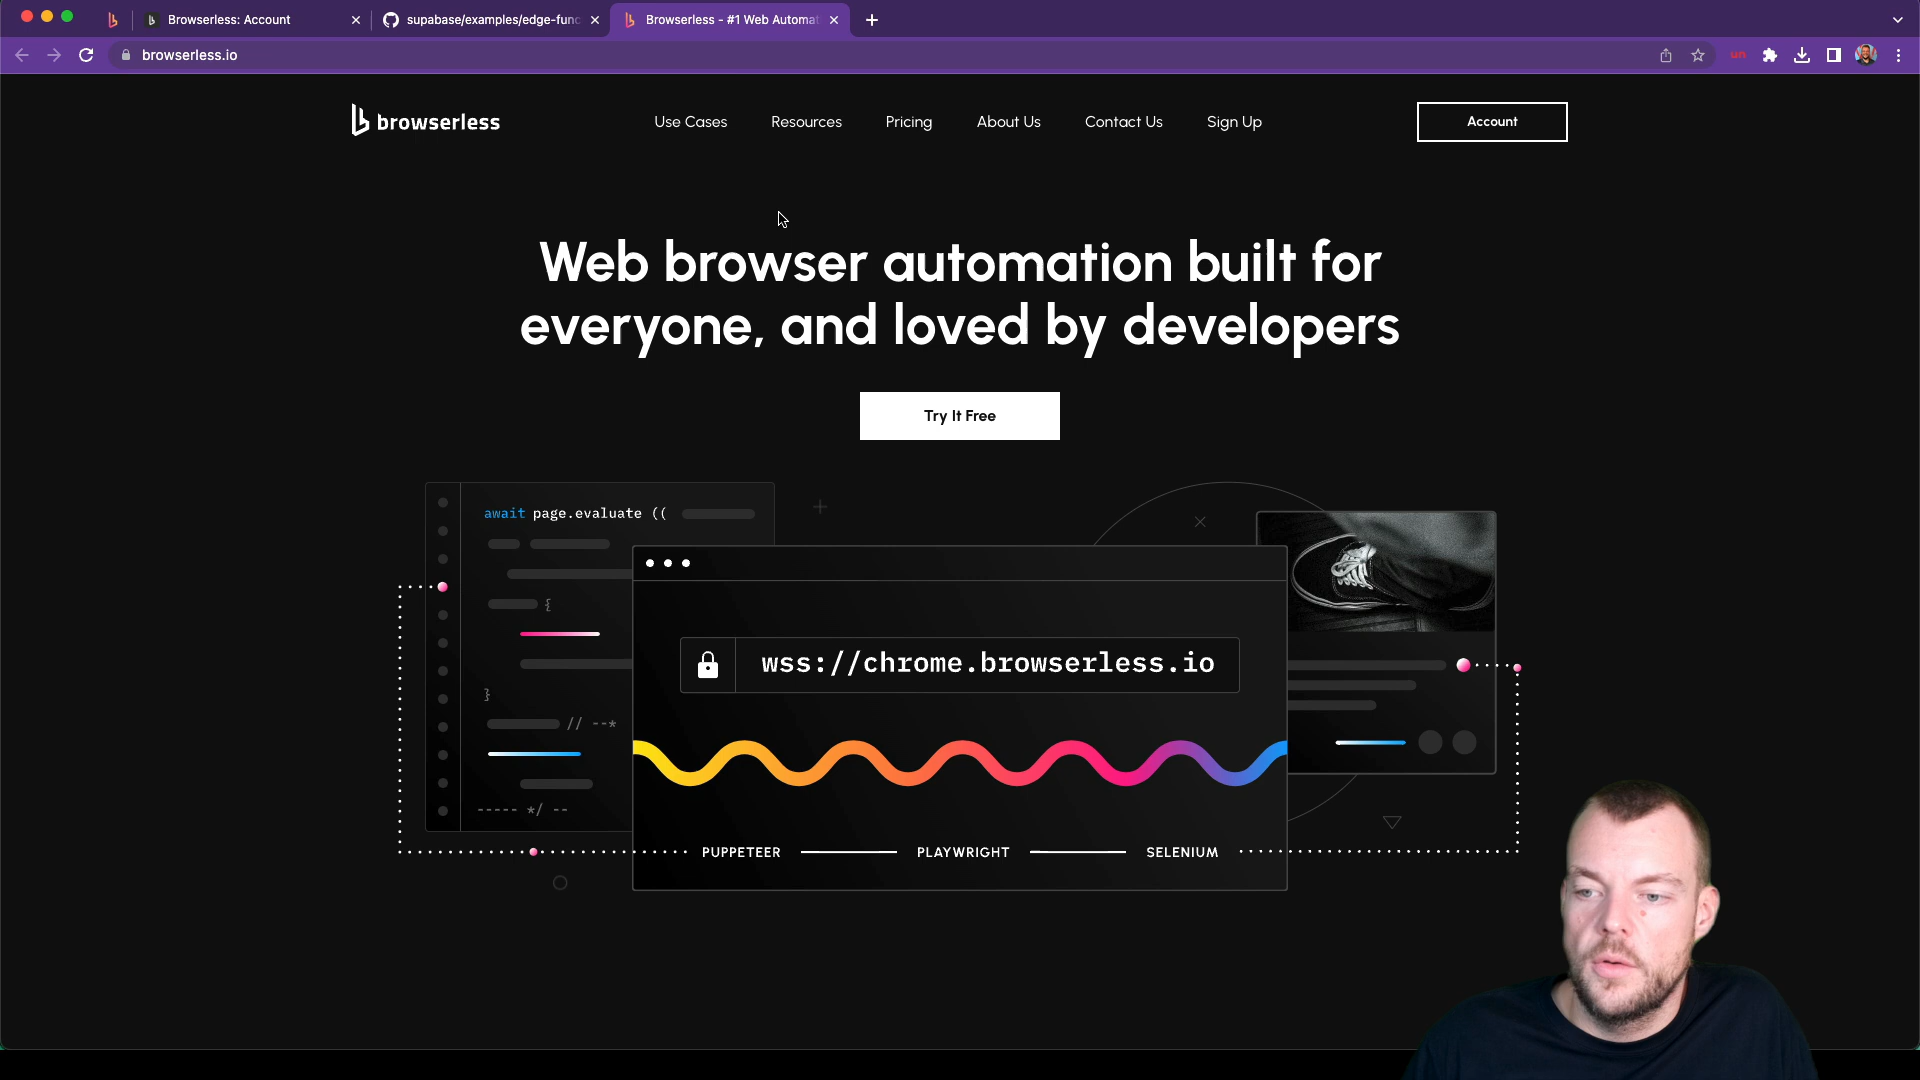 Browserless: Account
supabase/examples/edge-func
Browserless - #1 Web Automat
browserless.io
un
browserless
Use Cases
Resources
Pricing
About Us
Contact Us
Sign Up
Account
Web browser automation built for
everyone, and loved by developers
Try It Free
await page.evaluate ((
{
}
// --*
----- */ --
wss://chrome.browserless.io
PUPPETEER
PLAYWRIGHT
SELENIUM